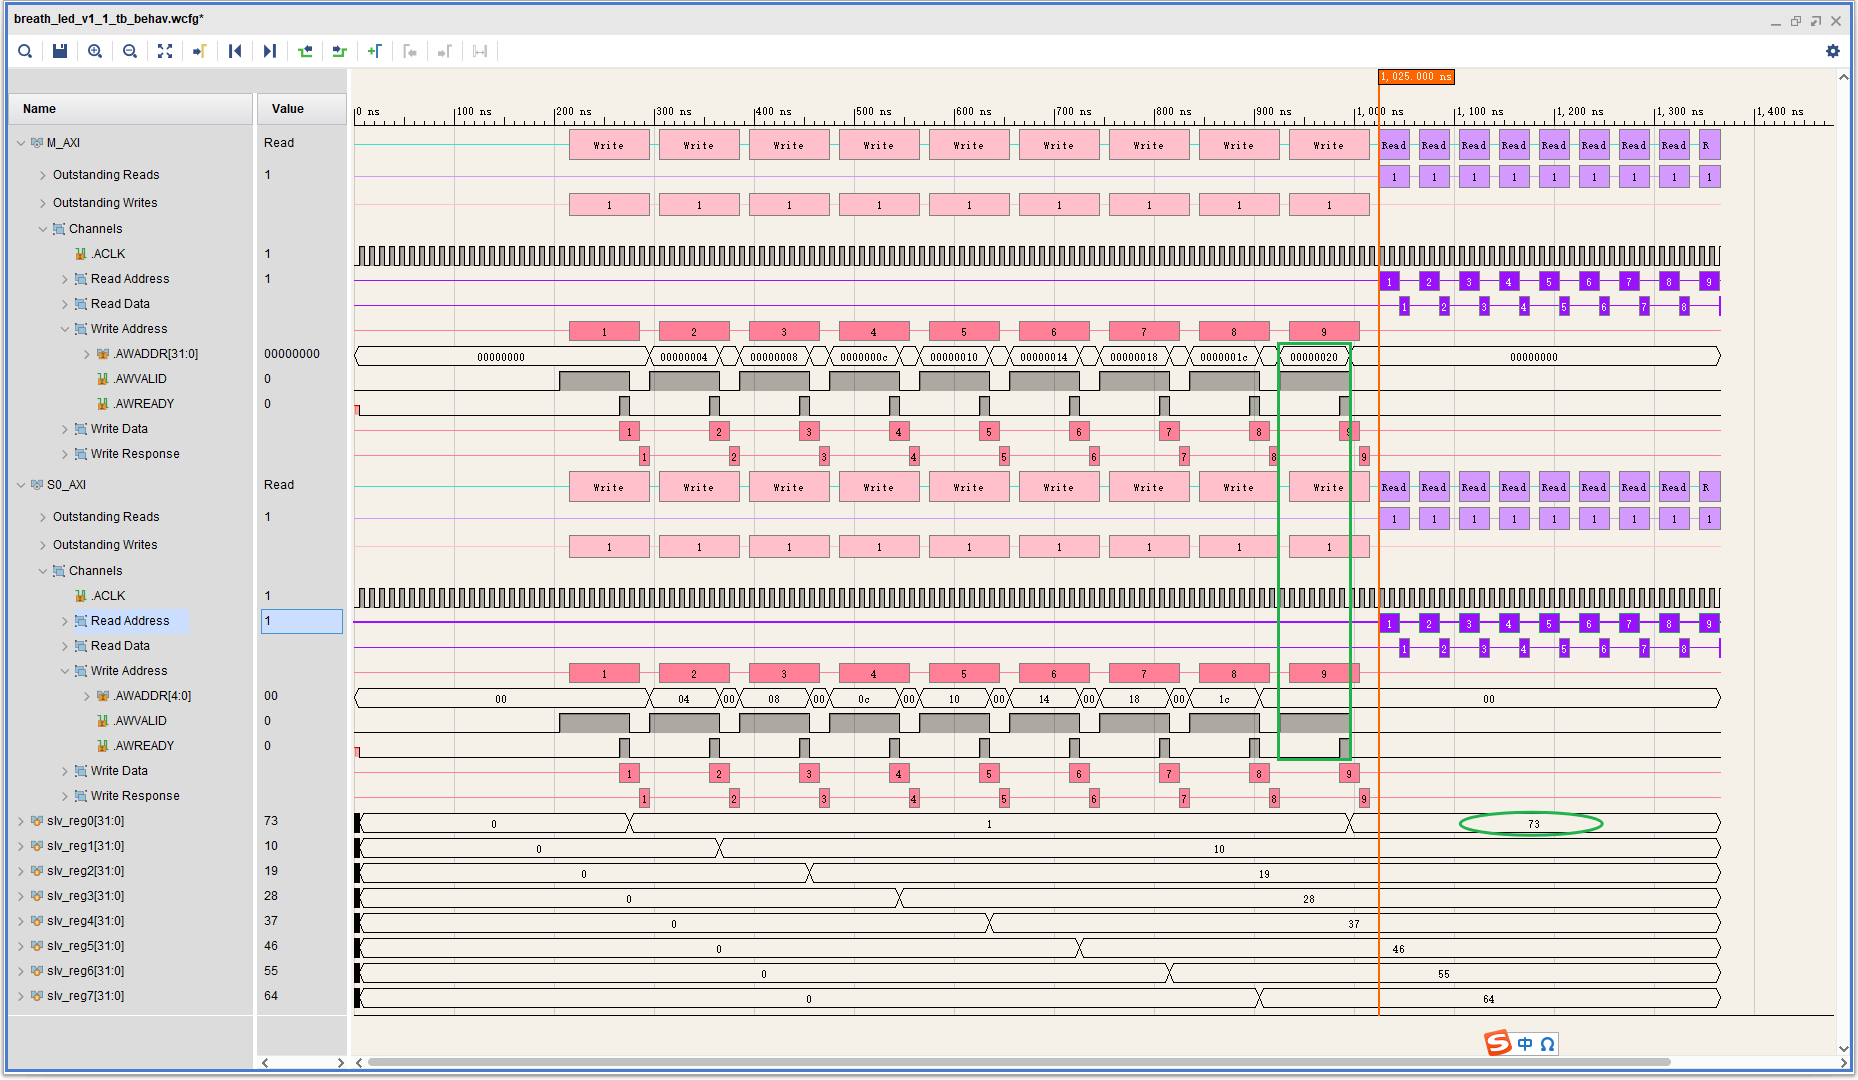 breath_led_v1_1_tb_behav.wcfg*
1,025.000 ns
Name Value
0 ns 100 ns 200 ns 300 ns 400 ns 500 ns 600 ns 700 ns 800 ns 900 ns 1,100 ns 1,200 ns 1,300 ns 1,400 ns
M_AXI Read Write Write Write Write Write Write Write Write Write Read Read Read Read Read Read Read Read R
Outstanding Reads 1 1 1 1 1 1 1 1 1 1
Outstanding Writes 1 1 1 1 1 1 1 1 1
Channels
.ACLK 1
Read Address 1 1 2 3 4 5 6 7 8 9
Read Data 1 2 3 4 5 6 7 8
Write Address 1 2 3 4 5 6 7 8 9
.AWADDR[31:0] 00000000 00000000 00000004 00000008 0000000c 00000010 00000014 00000018 0000001c 00000020 00000000
.AWVALID 0
.AWREADY 0
Write Data 1 2 3 4 5 6 7 8 9
Write Response 1 2 3 4 5 6 7 8 9
S0_AXI Read Write Write Write Write Write Write Write Write Write Read Read Read Read Read Read Read Read R
Outstanding Reads 1 1 1 1 1 1 1 1 1 1
Outstanding Writes 1 1 1 1 1 1 1 1 1
Channels
.ACLK 1
Read Address 1 1 2 3 4 5 6 7 8 9
Read Data 1 2 3 4 5 6 7 8
Write Address 1 2 3 4 5 6 7 8 9
.AWADDR[4:0] 00 00 04 00 08 00 0c 00 10 00 14 00 18 00 1c 00
.AWVALID 0
.AWREADY 0
Write Data 1 2 3 4 5 6 7 8 9
Write Response 1 2 3 4 5 6 7 8 9
slv_reg0[31:0] 73 0 1 73
slv_reg1[31:0] 10 0 10
slv_reg2[31:0] 19 0 19
slv_reg3[31:0] 28 0 28
slv_reg4[31:0] 37 0 37
slv_reg5[31:0] 46 0 46
slv_reg6[31:0] 55 0 55
slv_reg7[31:0] 64 0 64
S 中 Ω